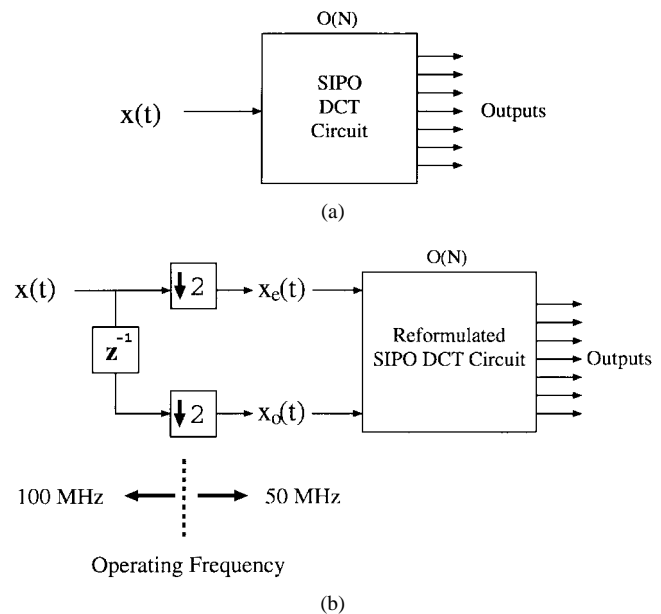 O(N)
SIPO
DCT
Circuit
x(t)
Outputs
(a)
O(N)
x(t)
↓2
xₑ(t)
z⁻¹
Reformulated
SIPO DCT Circuit
Outputs
↓2
xₒ(t)
100 MHz
50 MHz
Operating Frequency
(b)